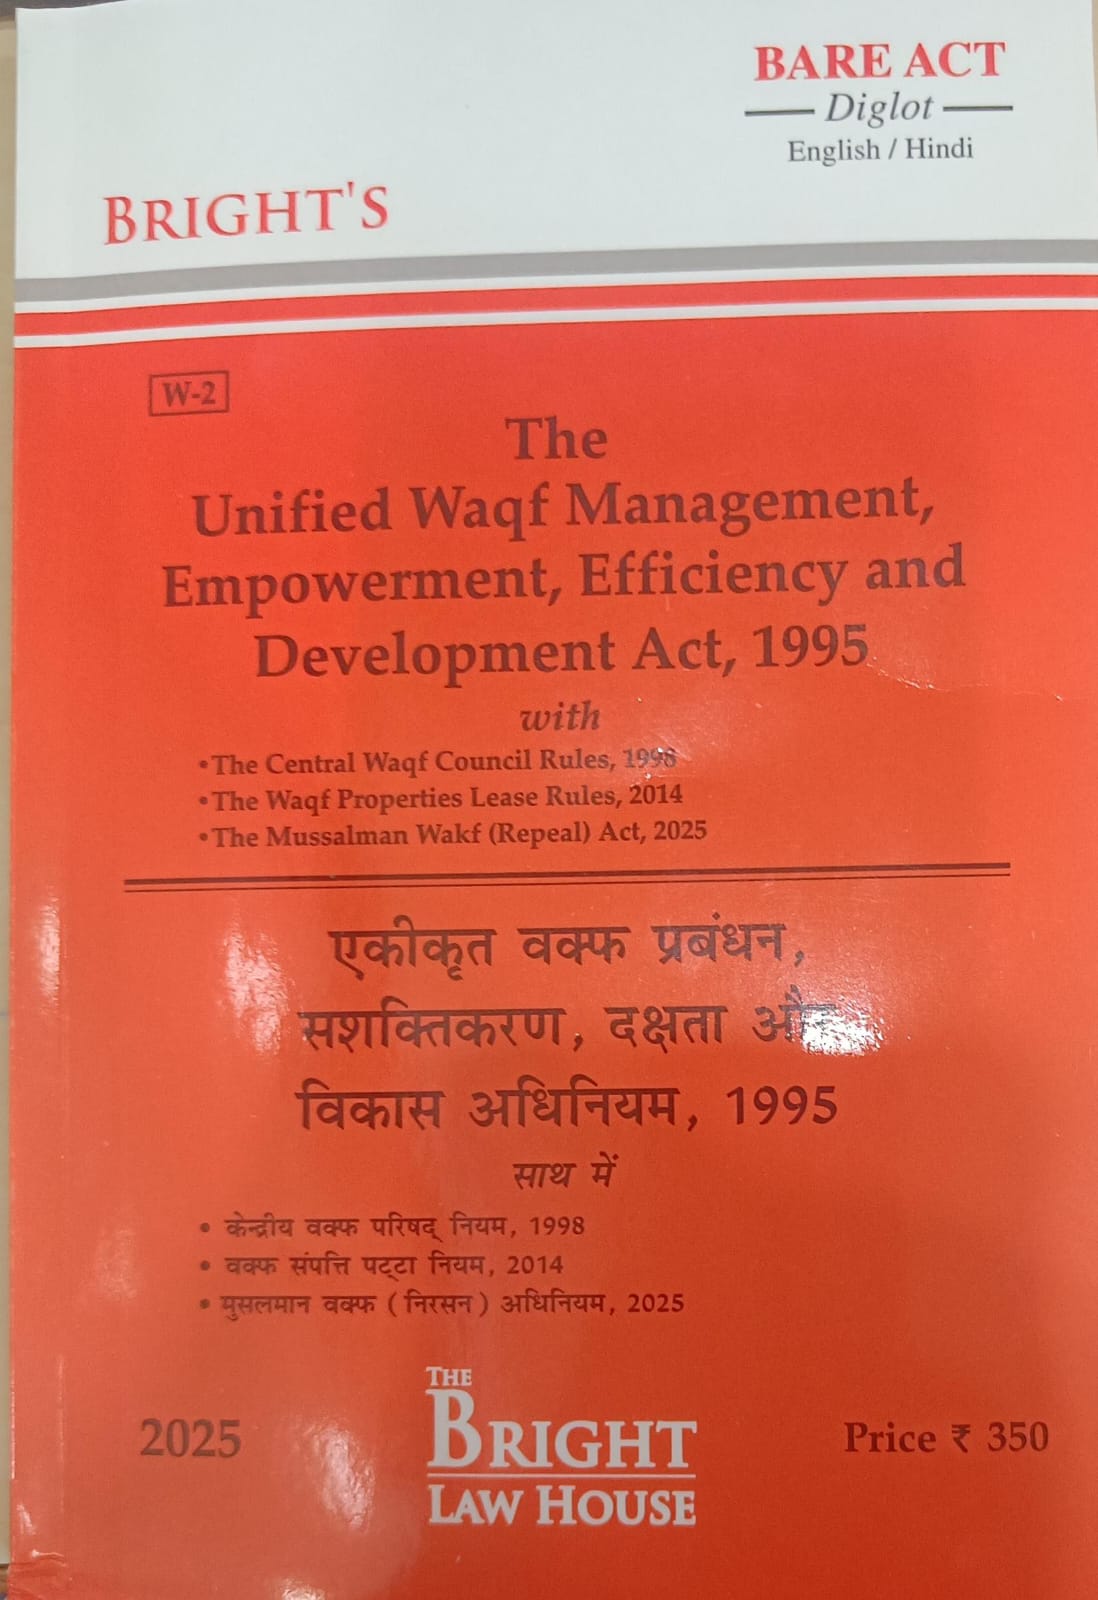 BARE ACT
Diglot
English / Hindi
BRIGHT'S
W-2
The
Unified Waqf Management,
Empowerment, Efficiency and
Development Act, 1995
with
•The Central Waqf Council Rules, 1998
•The Waqf Properties Lease Rules, 2014
•The Mussalman Wakf (Repeal) Act, 2025
एकीकृत वक्फ प्रबंधन,
सशक्तिकरण, दक्षता और
विकास अधिनियम, 1995
साथ में
• केन्द्रीय वक्फ परिषद् नियम, 1998
• वक्फ संपत्ति पट्टा नियम, 2014
• मुसलमान वक्फ (निरसन) अधिनियम, 2025
2025
THE
BRIGHT
LAW HOUSE
Price ₹ 350